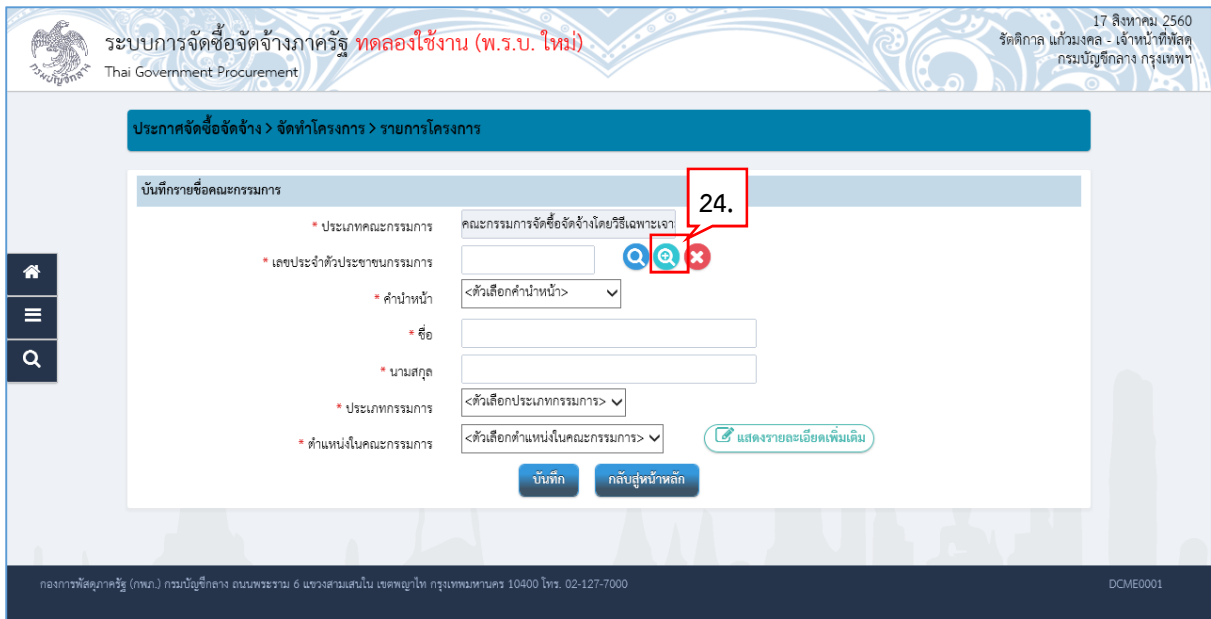 17 สิงหาคม 2560
ระบบการจัดซื้อจัดจ้างภาครัฐ ทดลองใช้งาน (พ.ร.บ. ใหม่)
รัตติกาล แก้วมงคล - เจ้าหน้าที่พัสดุ
กรมบัญชีกลาง กรุงเทพฯ
Thai Government Procurement
ประกาศจัดซื้อจัดจ้าง > จัดทำโครงการ > รายการโครงการ
บันทึกรายชื่อคณะกรรมการ
24.
* ประเภทคณะกรรมการ คณะกรรมการจัดซื้อจัดจ้างโดยวิธีเฉพาะเจา
* เลขประจำตัวประชาชนกรรมการ
* คำนำหน้า <ตัวเลือกคำนำหน้า>
* ชื่อ
* นามสกุล
* ประเภทกรรมการ <ตัวเลือกประเภทกรรมการ>
* ตำแหน่งในคณะกรรมการ <ตัวเลือกตำแหน่งในคณะกรรมการ> แสดงรายละเอียดเพิ่มเติม
บันทึก กลับสู่หน้าหลัก
กองการพัสดุภาครัฐ (กพภ.) กรมบัญชีกลาง ถนนพระราม 6 แขวงสามเสนใน เขตพญาไท กรุงเทพมหานคร 10400 โทร. 02-127-7000 DCME0001